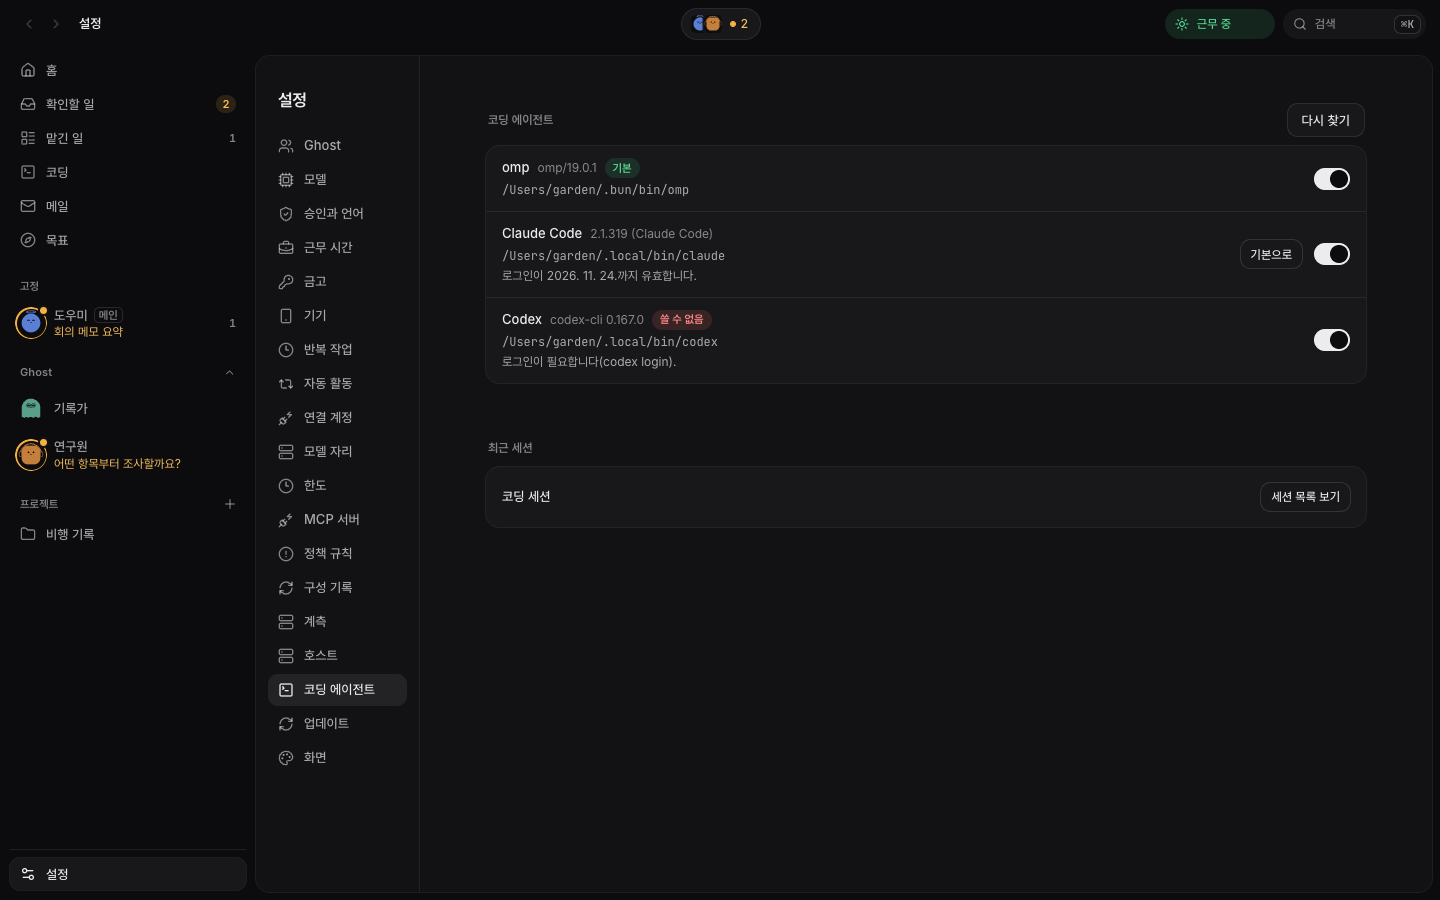 설정
2
근무 중
검색
⌘K
홈
확인할 일
2
맡긴 일
1
코딩
메일
목표
고정
도우미
메인
회의 메모 요약
1
Ghost
기록가
연구원
어떤 항목부터 조사할까요?
프로젝트
비행 기록
설정
설정
Ghost
모델
승인과 언어
근무 시간
금고
기기
반복 작업
자동 활동
연결 계정
모델 자리
한도
MCP 서버
정책 규칙
구성 기록
계측
호스트
코딩 에이전트
업데이트
화면
코딩 에이전트
다시 찾기
omp omp/19.0.1 기본
/Users/garden/.bun/bin/omp
Claude Code 2.1.319 (Claude Code)
/Users/garden/.local/bin/claude
로그인이 2026. 11. 24.까지 유효합니다.
기본으로
Codex codex-cli 0.167.0 쓸 수 없음
/Users/garden/.local/bin/codex
로그인이 필요합니다(codex login).
최근 세션
코딩 세션
세션 목록 보기